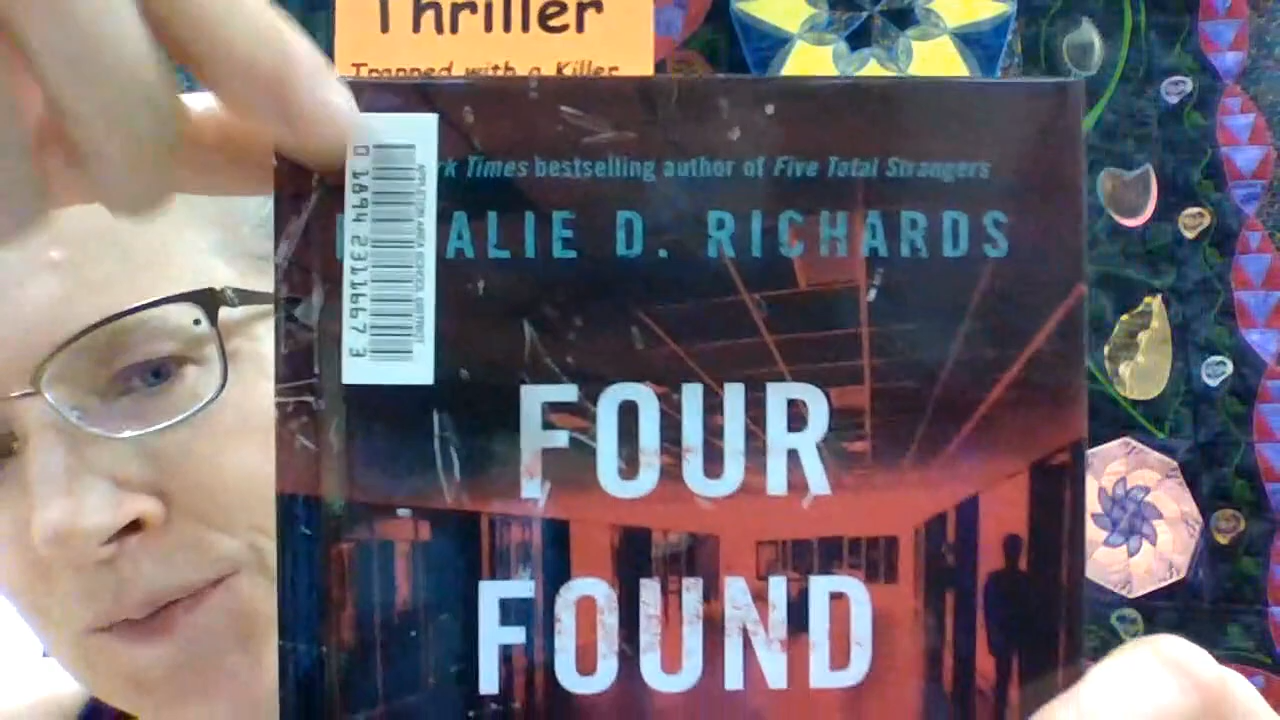 Thriller
Trapped with a Killer
rk Times bestselling author of Five Total Strangers
ALIE D. RICHARDS
FOUR
FOUND